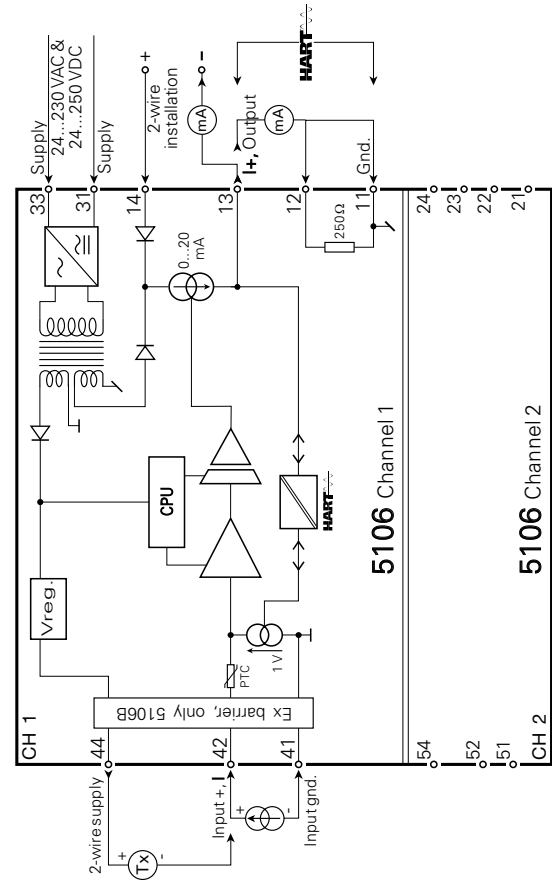 Supply
24...230 VAC &
24...250 VDC
Supply
33
31
+
2-wire
installation
14
-
mA
I+, Output
13
mA
HART
12
Gnd.
11
250Ω
0...20
mA
CPU
HART
Vreg.
PTC
1 V
Ex barrier, only 5106B
CH 1
44
42
41
2-wire supply
+
Tx
-
Input +, I
+
-
Input gnd.
5106 Channel 1
24
23
22
21
54
52
51
5106 Channel 2
CH 2